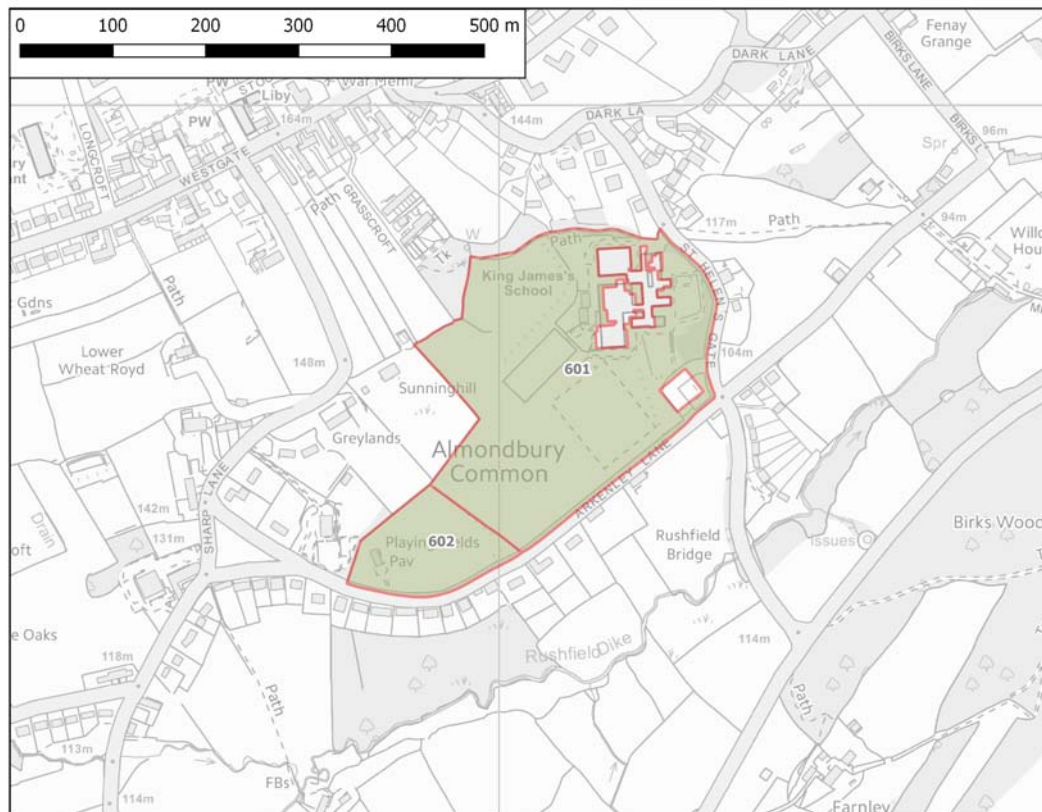 0 100 200 300 400 500 m
Fenay
Grange
BIRKS LANE
DARK LANE
PW
War Meml
Liby
164m
PW
144m
DARK LA
LONGCROFT
WESTGATE
BIRKS
96m
Spr
Path
GRASSCROFT
117m
Path
94m
W
Path
Tk
ST HELEN'S GATE
King James's
School
Willo
Hou
Path
Gdns
Lower
Wheat Royd
148m
104m
601
Sunninghill
Greylands
Almondbury
Common
ARKENLEY LANE
SHARP LANE
142m
131m
Drain
oft
602
Playing Fields
Pav
Rushfield
Bridge
Issues
Birks Wood
e Oaks
118m
114m
Rushfield Dike
Path
Path
113m
FBs
114m
Farnley